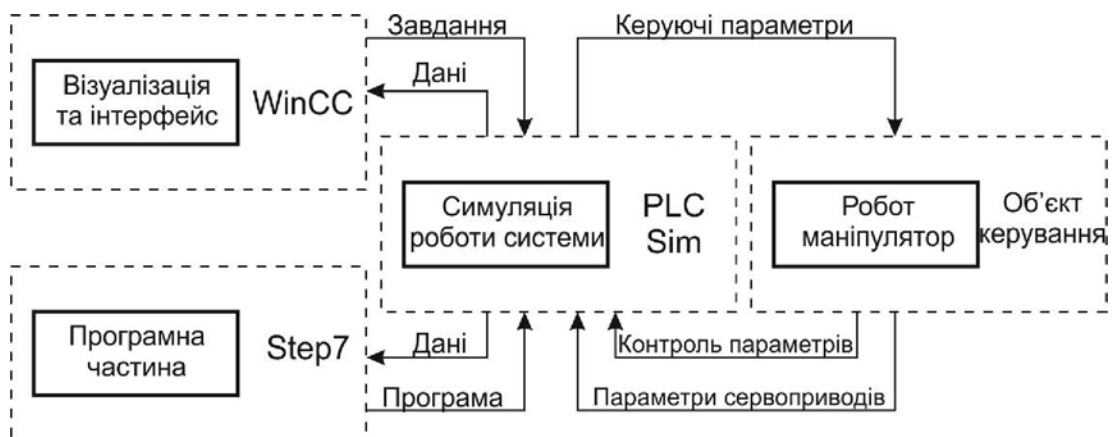 Завдання
Керуючі параметри
Дані
Візуалізація
та інтерфейс
WinCC
Симуляція
роботи системи
PLC
Sim
Робот
маніпулятор
Об’єкт
керування
Програмна
частина
Step7
Дані
Контроль параметрів
Програма
Параметри сервоприводів